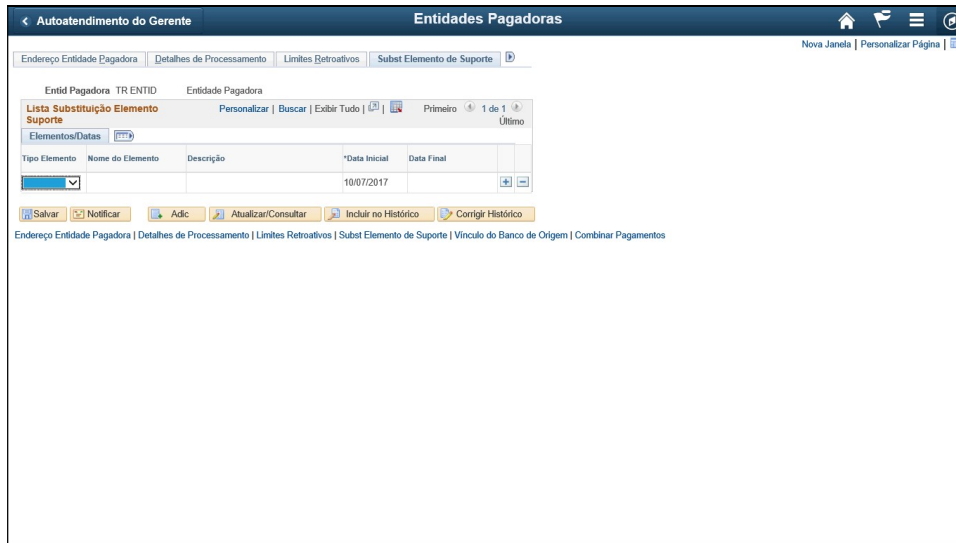 Autoatendimento do Gerente
Entidades Pagadoras
Nova Janela | Personalizar Página |
Endereço Entidade Pagadora
Detalhes de Processamento
Limites Retroativos
Subst Elemento de Suporte
Entid Pagadora TR ENTID Entidade Pagadora
Lista Substituição Elemento Suporte
Personalizar | Buscar | Exibir Tudo |
Primeiro 1 de 1 Último
Elementos/Datas
Tipo Elemento Nome do Elemento Descrição *Data Inicial Data Final
10/07/2017
Salvar Notificar Adic Atualizar/Consultar Incluir no Histórico Corrigir Histórico
Endereço Entidade Pagadora | Detalhes de Processamento | Limites Retroativos | Subst Elemento de Suporte | Vínculo do Banco de Origem | Combinar Pagamentos